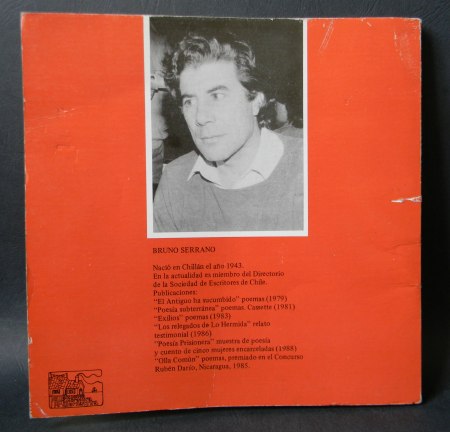 BRUNO SERRANO
Nació en Chillán el año 1943.
En la actualidad es miembro del Directorio
de la Sociedad de Escritores de Chile.
Publicaciones:
"El Antiguo ha sucumbido" poemas (1979)
"Poesía subterránea" poemas. Cassette (1981)
"Exilios" poemas (1983)
"Los relegados de Lo Hermida" relato
testimonial (1986)
"Poesía Prisionera" muestra de poesía
y cuento de cinco mujeres encarceladas (1988)
"Olla Común" poemas, premiado en el Concurso
Rubén Darío, Nicaragua, 1985.